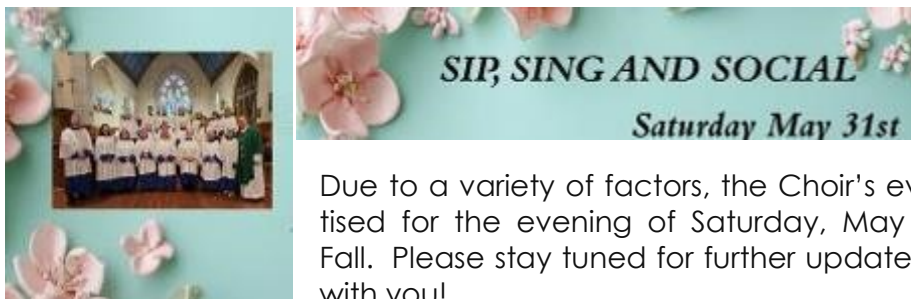 SIP, SING AND SOCIAL
Saturday May 31st
Due to a variety of factors, the Choir’s
tised for the evening of Saturday, May
Fall. Please stay tuned for further update
with you!